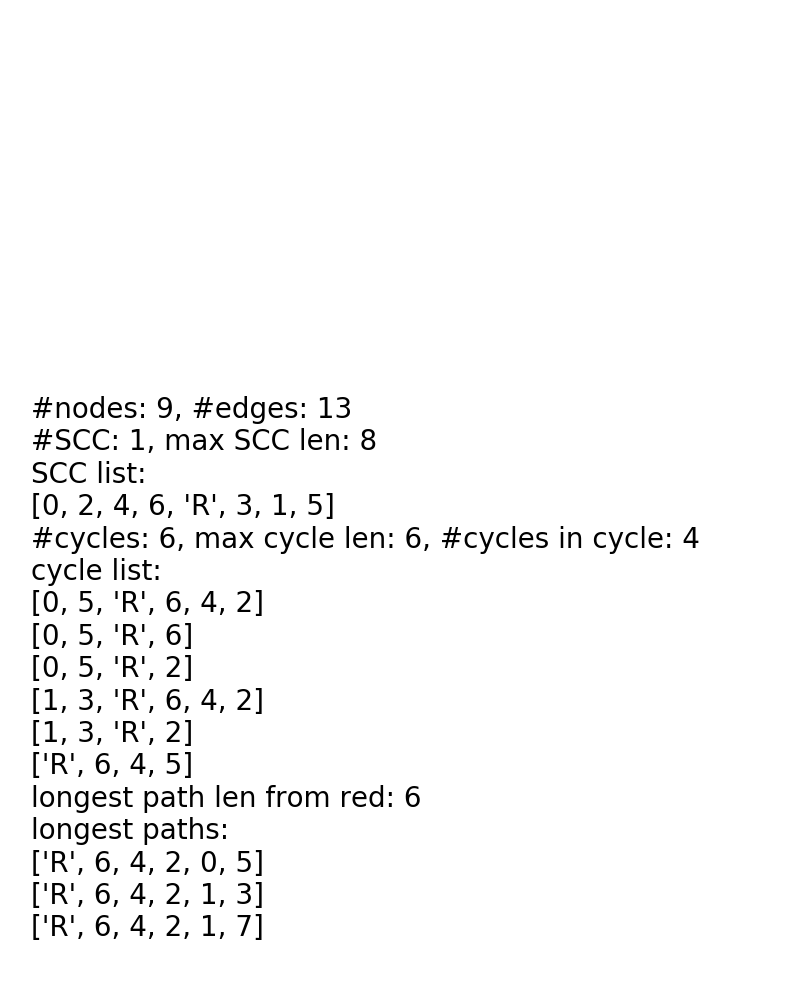 #nodes: 9, #edges: 13
#SCC: 1, max SCC len: 8
SCC list:
[0, 2, 4, 6, 'R', 3, 1, 5]
#cycles: 6, max cycle len: 6, #cycles in cycle: 4
cycle list:
[0, 5, 'R', 6, 4, 2]
[0, 5, 'R', 6]
[0, 5, 'R', 2]
[1, 3, 'R', 6, 4, 2]
[1, 3, 'R', 2]
['R', 6, 4, 5]
longest path len from red: 6
longest paths:
['R', 6, 4, 2, 0, 5]
['R', 6, 4, 2, 1, 3]
['R', 6, 4, 2, 1, 7]